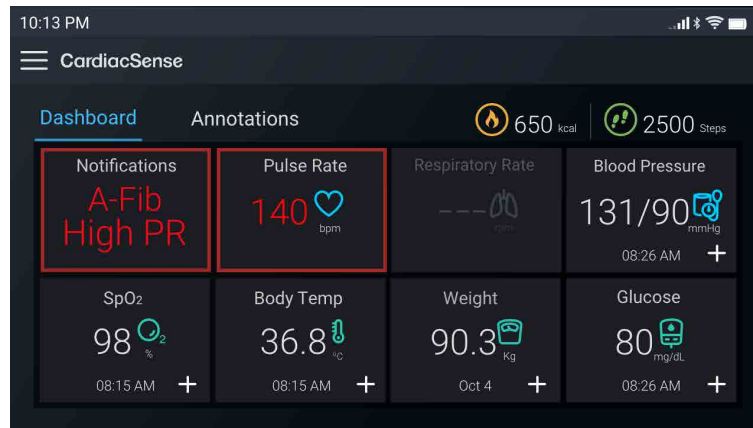 10:13 PM
CardiacSense
Dashboard Annotations 650 kcal 2500 Steps
Notifications
A-Fib
High PR
Pulse Rate
140
bpm
Respiratory Rate
---
Blood Pressure
131/90
mmHg
08:26 AM +
SpO₂
98 O₂
%
08:15 AM +
Body Temp
36.8
°C
08:15 AM +
Weight
90.3
Kg
Oct 4 +
Glucose
80
mg/dL
08:26 AM +